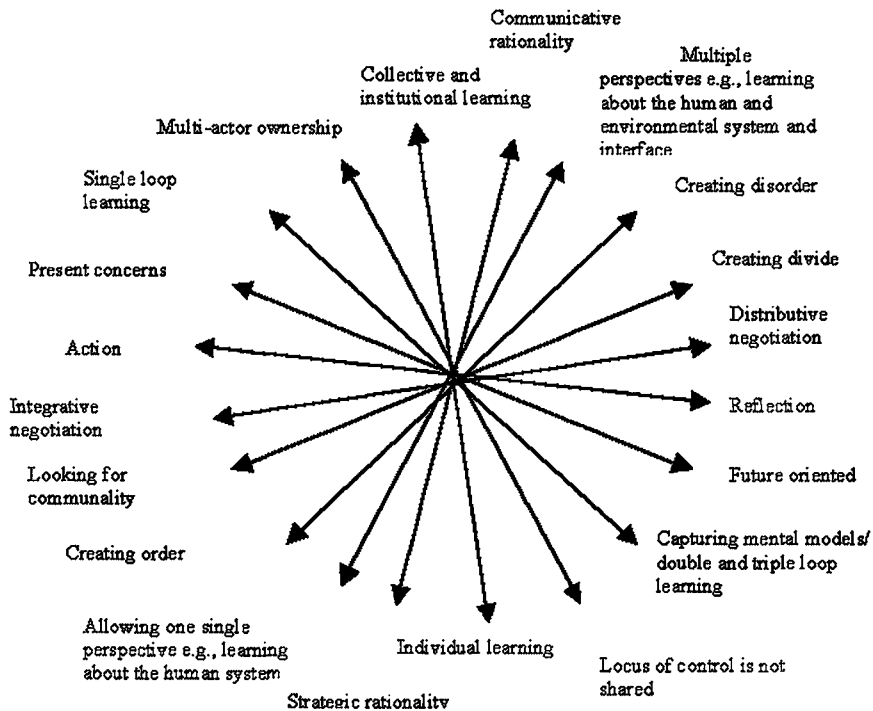 Communicative
rationality
Multiple
perspectives e.g., learning
about the human and
environmental system and
interface
Collective and
institutional learning
Multi-actor ownership
Single loop
learning
Creating disorder
Present concerns
Creating divide
Action
Distributive
negotiation
Integrative
negotiation
Reflection
Looking for
communality
Future oriented
Creating order
Capturing mental models/
double and triple loop
learning
Allowing one single
perspective e.g., learning
about the human system
Individual learning
Locus of control is not
shared
Strategic rationality